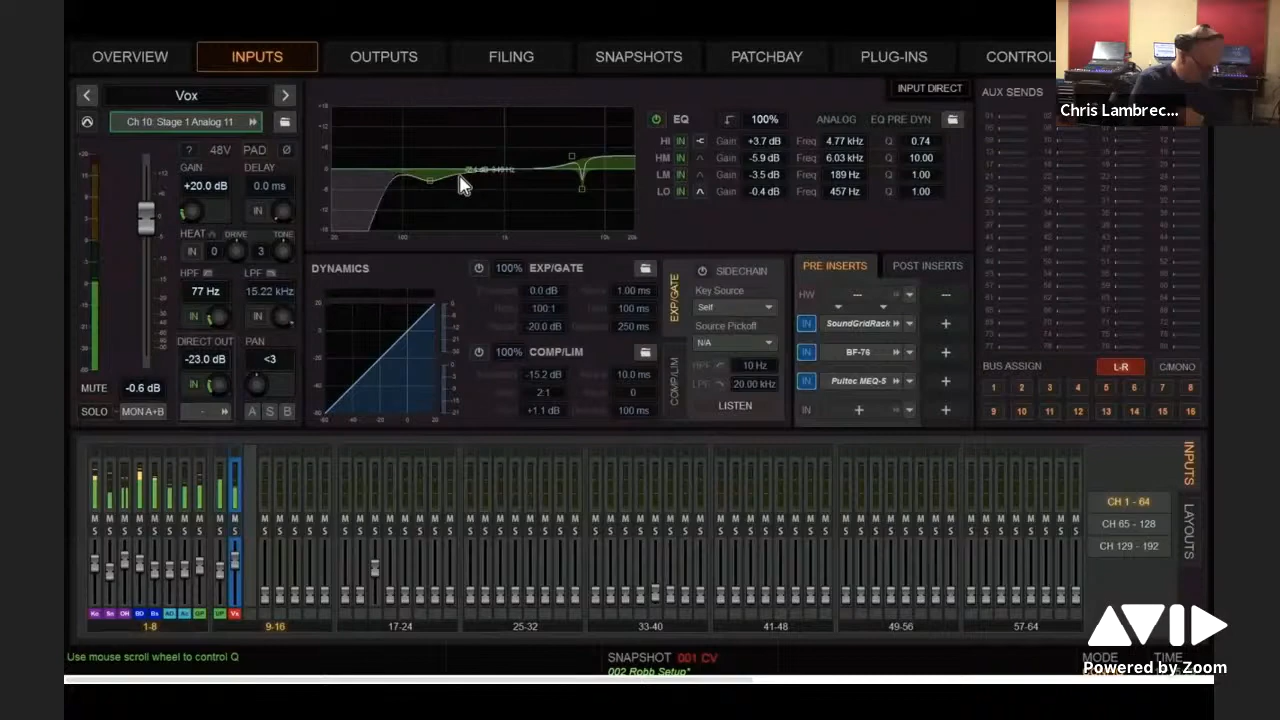 OVERVIEW INPUTS OUTPUTS FILING SNAPSHOTS PATCHBAY PLUG-INS CONTROL
Chris Lambrec...
Vox
Ch 10: Stage 1 Analog 11
? 48V PAD Ø
GAIN DELAY
+20.0 dB 0.0 ms
IN
HEAT DRIVE TONE
IN 0 3
HPF LPF
77 Hz 15.22 kHz
IN IN
DIRECT OUT PAN
-23.0 dB <3
IN
MUTE -0.6 dB
SOLO MON A+B A S B
INPUT DIRECT
EQ 100% ANALOG EQ PRE DYN
HI IN Gain +3.7 dB Freq 4.77 kHz Q 0.74
HM IN Gain -5.9 dB Freq 6.03 kHz Q 10.00
LM IN Gain -3.5 dB Freq 189 Hz Q 1.00
LO IN Gain -0.4 dB Freq 457 Hz Q 1.00
20 100 1k 10k 20k
DYNAMICS
100% EXP/GATE
0.0 dB 1.00 ms
100:1 100 ms
-20.0 dB 250 ms
100% COMP/LIM
-15.2 dB 10.0 ms
2:1 0
+1.1 dB 100 ms
EXP/GATE
COMP/LIM
SIDECHAIN
Key Source
Self
Source Pickoff
N/A
HPF 10 Hz
LPF 20.00 kHz
LISTEN
PRE INSERTS POST INSERTS
HW --- ---
IN SoundGridRack +
IN BF-76 +
IN Pultec MEQ-5 +
IN + +
AUX SENDS
BUS ASSIGN L-R C/MONO
1 2 3 4 5 6 7 8
9 10 11 12 13 14 15 16
INPUTS
LAYOUTS
CH 1 - 64
CH 65 - 128
CH 129 - 192
1-8 9-16 17-24 25-32 33-40 41-48 49-56 57-64
Use mouse scroll wheel to control Q
SNAPSHOT 001 CV
002 Robb Setup*
MODE TIME
AVID
Powered by Zoom